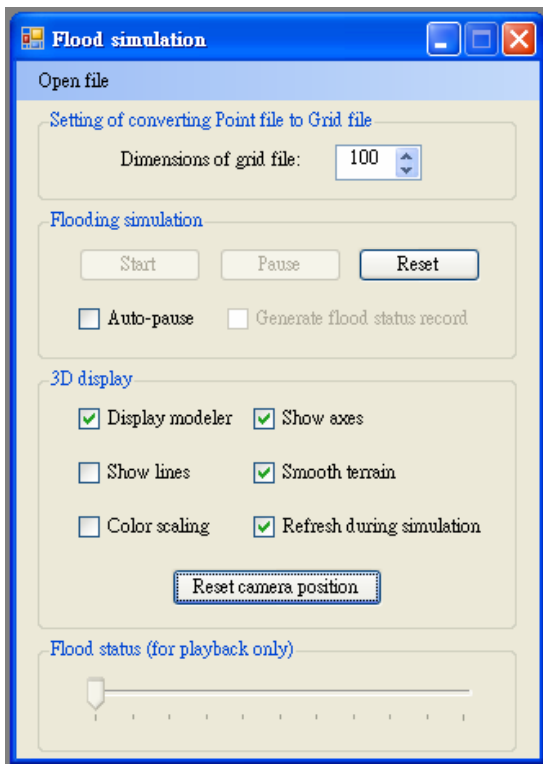 Flood simulation
Open file
Setting of converting Point file to Grid file
Dimensions of grid file: 100
Flooding simulation
Start Pause Reset
Auto-pause Generate flood status record
3D display
Display modeler Show axes
Show lines Smooth terrain
Color scaling Refresh during simulation
Reset camera position
Flood status (for playback only)